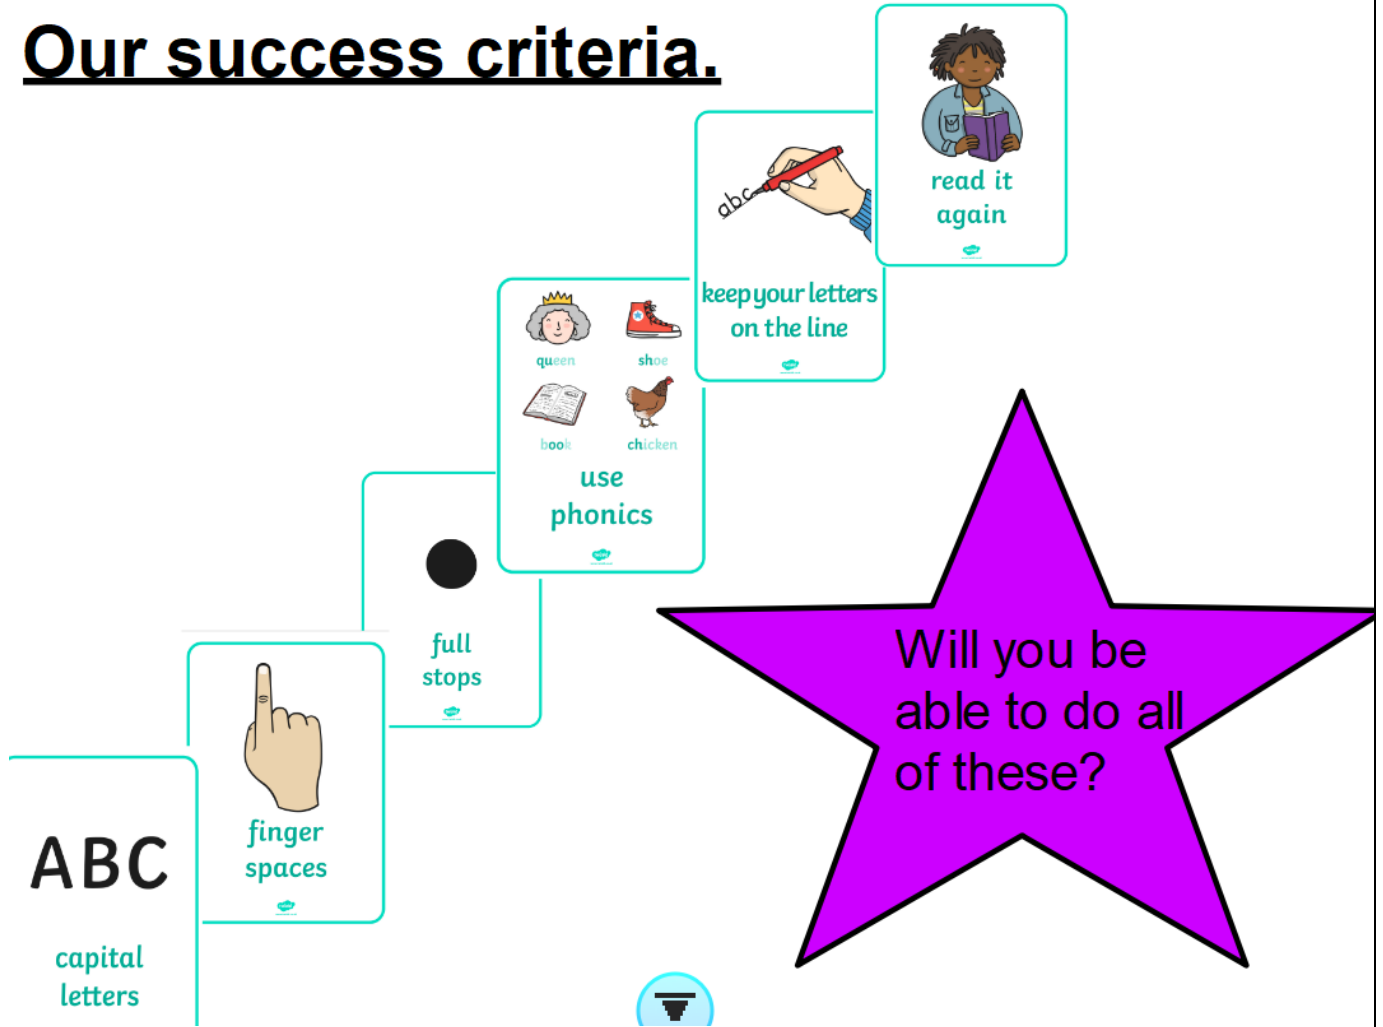 Our success criteria.
read it
again
abc
keep your letters
on the line
queen
shoe
book
chicken
use
phonics
full
stops
finger
spaces
ABC
capital
letters
Will you be
able to do all
of these?